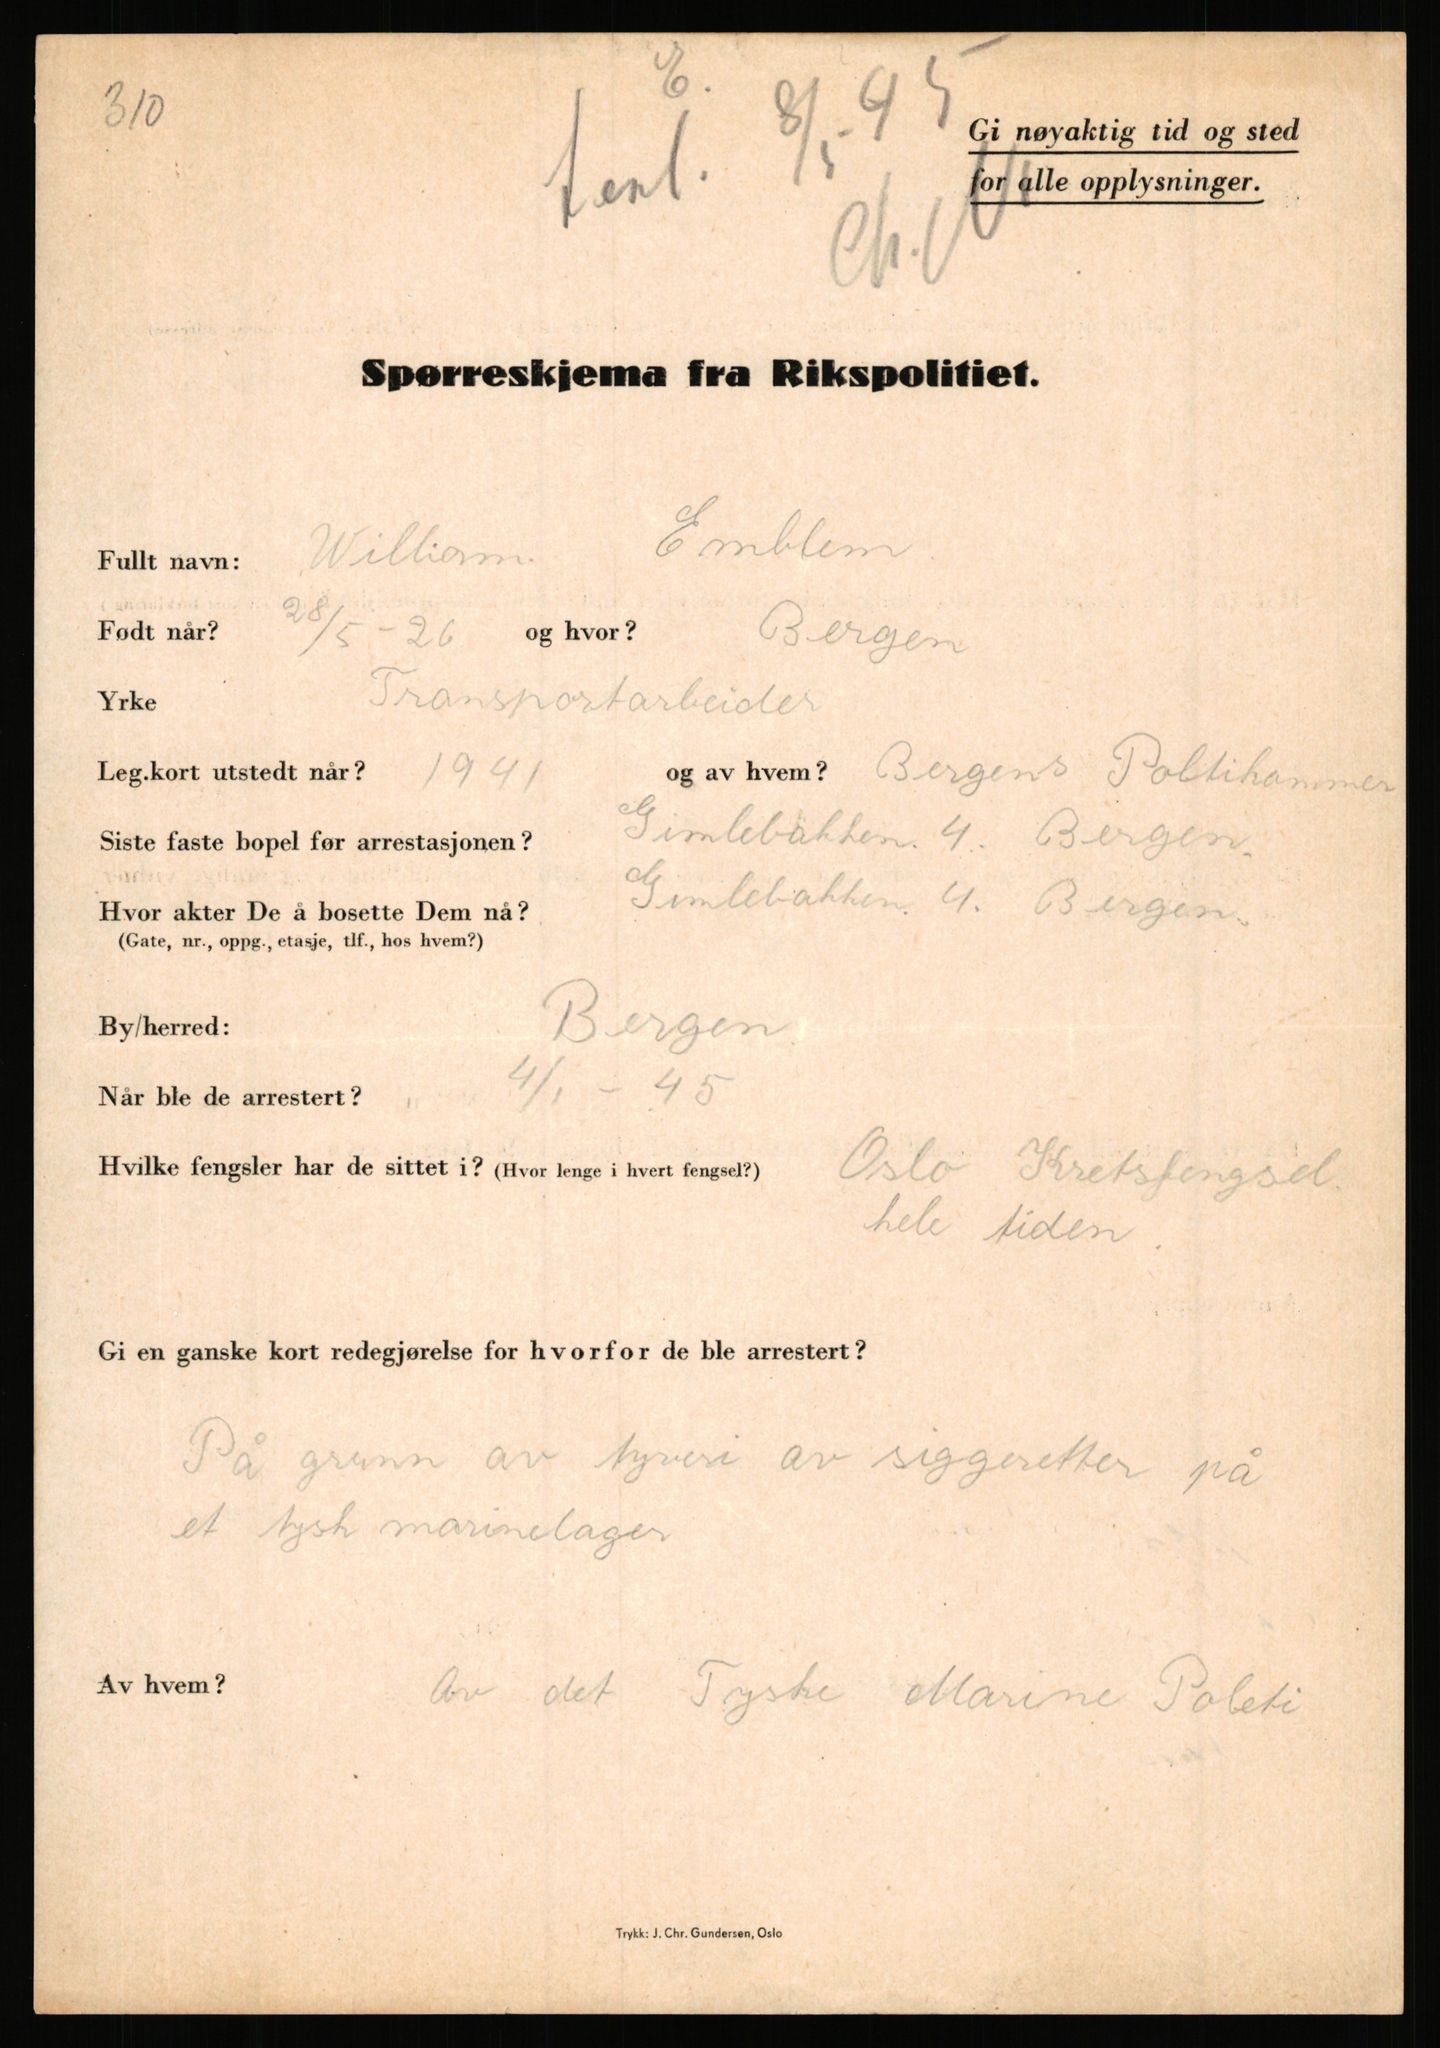 310
E.
8/5-45
Gi nøyaktig tid og sted
for alle opplysninger.
Spørreskjema fra Rikspolitiet.
Fullt navn: William. Emblem
Født når? 28/5-26 og hvor? Bergen
Yrke Transportarbeider
Leg.kort utstedt når? 1941 og av hvem? Bergens Poltikammer
Siste faste bopel før arrestasjonen? Gimlebakken. 4. Bergen.
Hvor akter De å bosette Dem nå? Gimlebakken. 4. Bergen.
(Gate, nr., oppg., etasje, tlf., hos hvem?)
By/herred: Bergen
Når ble de arrestert? 4/1 - 45
Hvilke fengsler har de sittet i? (Hvor lenge i hvert fengsel?) Oslo Kretsfengsel.
hele tiden.
Gi en ganske kort redegjørelse for hvorfor de ble arrestert?
På grunn av tyveri av siggeretter på
et tysk marinelager
Av hvem? Av det Tyske Marine Poleti
Trykk: J. Chr. Gundersen, Oslo